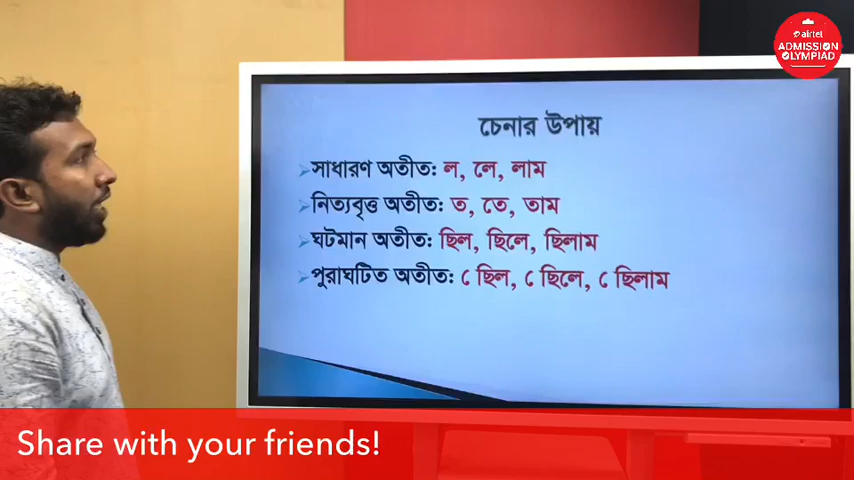 airtel
ADMISSION
OLYMPIAD
চেনার উপায়
সাধারণ অতীত: ল, লে, লাম
নিত্যবৃত্ত অতীত: ত, তে, তাম
ঘটমান অতীত: ছিল, ছিলে, ছিলাম
পুরাঘটিত অতীত: ে ছিল, ে ছিলে, ে ছিলাম
Share with your friends!